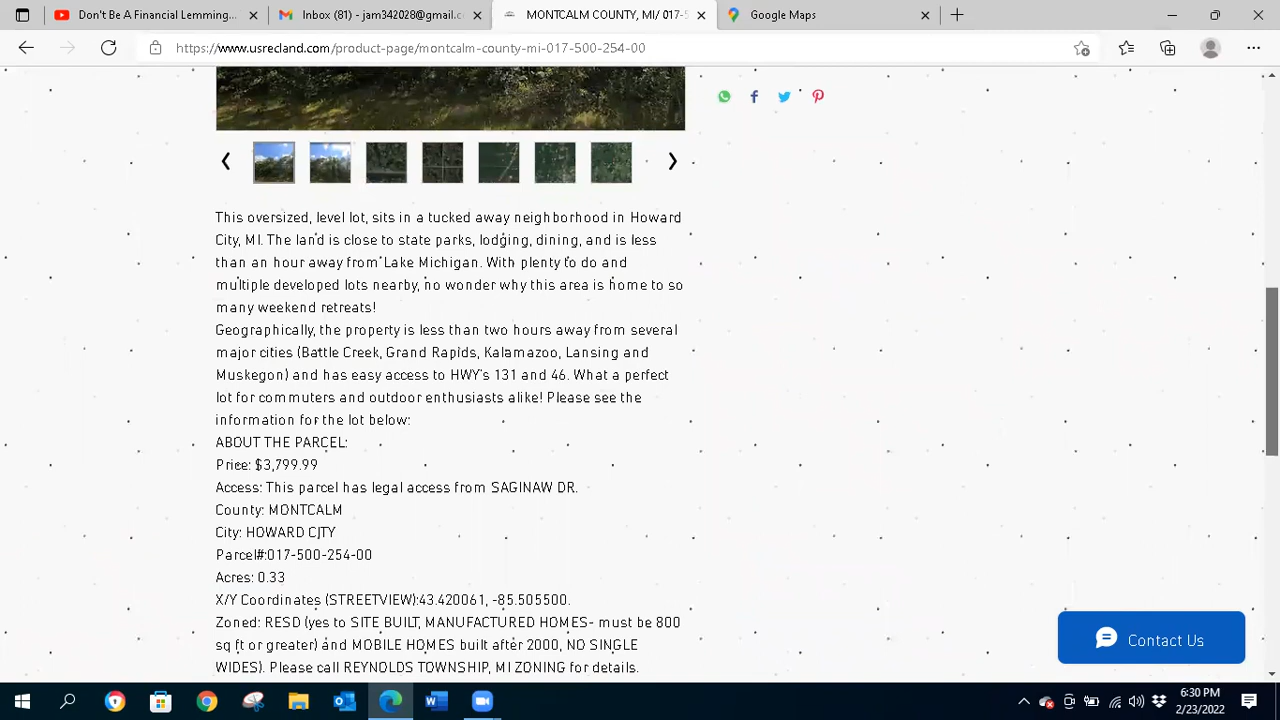 Don't Be A Financial Lemming...
Inbox (81) - jam342028@gmail.c
MONTCALM COUNTY, MI/ 017-5
Google Maps
https://www.usrecland.com/product-page/montcalm-county-mi-017-500-254-00
This oversized, level lot, sits in a tucked away neighborhood in Howard
City, MI. The land is close to state parks, lodging, dining, and is less
than an hour away from Lake Michigan. With plenty to do and
multiple developed lots nearby, no wonder why this area is home to so
many weekend retreats!
Geographically, the property is less than two hours away from several
major cities (Battle Creek, Grand Rapids, Kalamazoo, Lansing and
Muskegon) and has easy access to HWY's 131 and 46. What a perfect
lot for commuters and outdoor enthusiasts alike! Please see the
information for the lot below:
ABOUT THE PARCEL:
Price: $3,799.99
Access: This parcel has legal access from SAGINAW DR.
County: MONTCALM
City: HOWARD CITY
Parcel#:017-500-254-00
Acres: 0.33
X/Y Coordinates (STREETVIEW):43.420061, -85.505500.
Zoned: RESD (yes to SITE BUILT, MANUFACTURED HOMES- must be 800
sq ft or greater) and MOBILE HOMES built after 2000, NO SINGLE
WIDES). Please call REYNOLDS TOWNSHIP, MI ZONING for details.
Contact Us
6:30 PM
2/23/2022